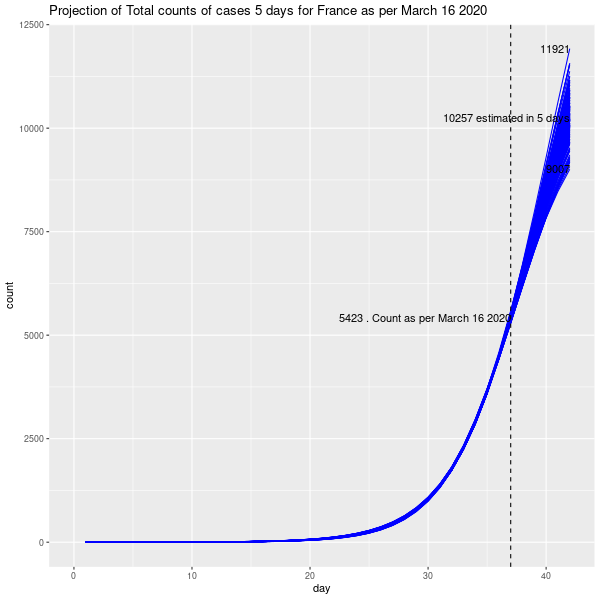 Projection of Total counts of cases 5 days for France as per March 16 2020
12500
11921
10257 estimated in 5 days
10000
7500
5423 . Count as per March 16 2020
5000
2500
0
count
0 10 20 30 40
day